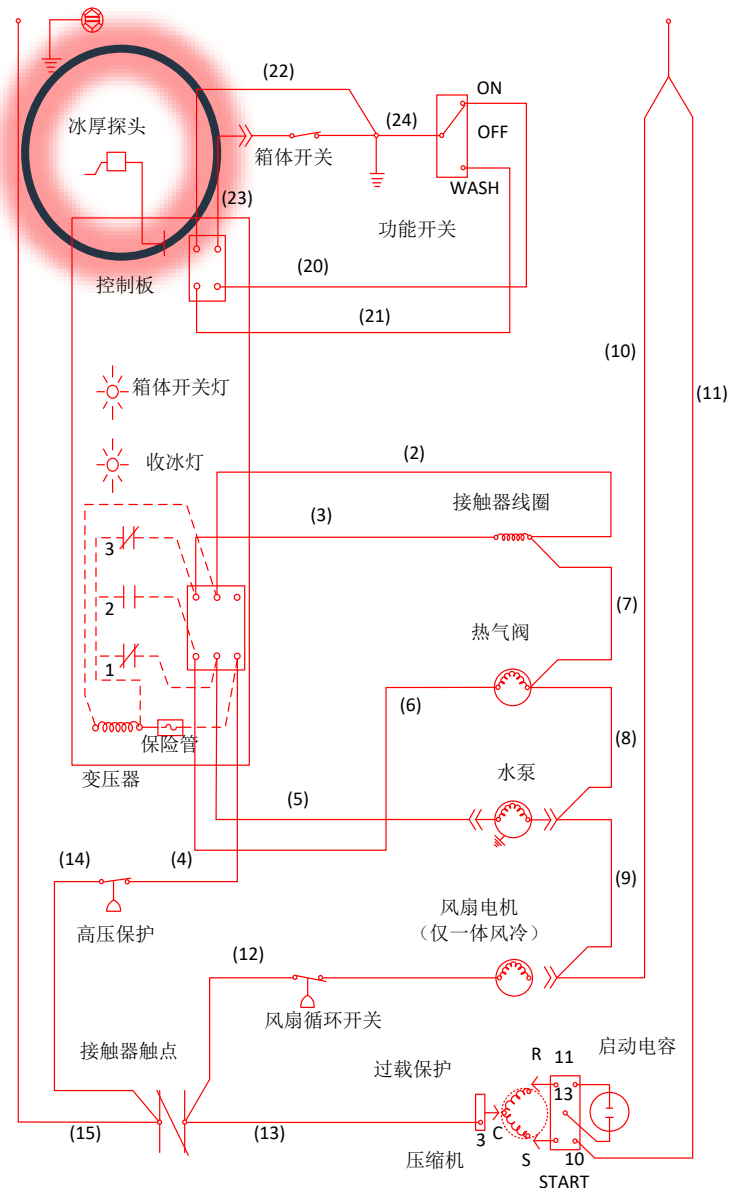 (22)
ON
冰厚探头
(24)
OFF
箱体开关
WASH
(23)
功能开关
(20)
控制板
(21)
(10)
箱体开关灯
(11)
(2)
收冰灯
接触器线圈
(3)
3
2
(7)
热气阀
1
(6)
保险管
(8)
变压器
水泵
(5)
(14)
(4)
(9)
高压保护
风扇电机
（仅一体风冷）
(12)
风扇循环开关
接触器触点
过载保护
R
11
启动电容
13
(15)
(13)
3
C
压缩机
S
10
START